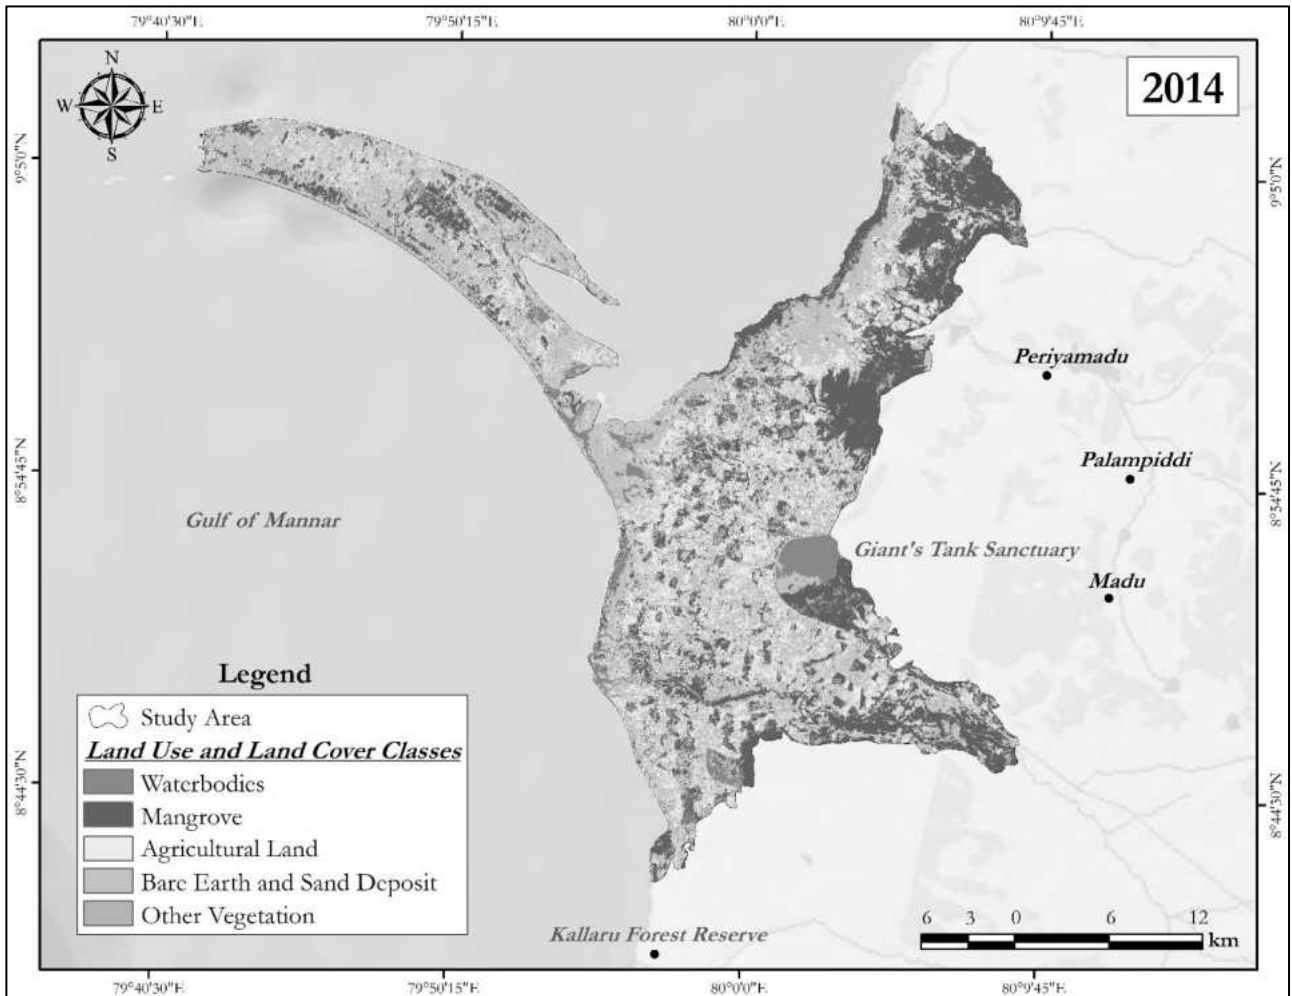 79°40'30"E 79°50'15"E 80°0'0"E 80°9'45"E
N
W E
S
2014
9°5'0"N
9°5'0"N
Periyamadu
Palampiddi
8°54'45"N
8°54'45"N
Gulf of Mannar
Giant's Tank Sanctuary
Madu
Legend
Study Area
Land Use and Land Cover Classes
Waterbodies
Mangrove
Agricultural Land
Bare Earth and Sand Deposit
Other Vegetation
8°44'30"N
8°44'30"N
Kallaru Forest Reserve
6 3 0 6 12
km
79°40'30"E 79°50'15"E 80°0'0"E 80°9'45"E